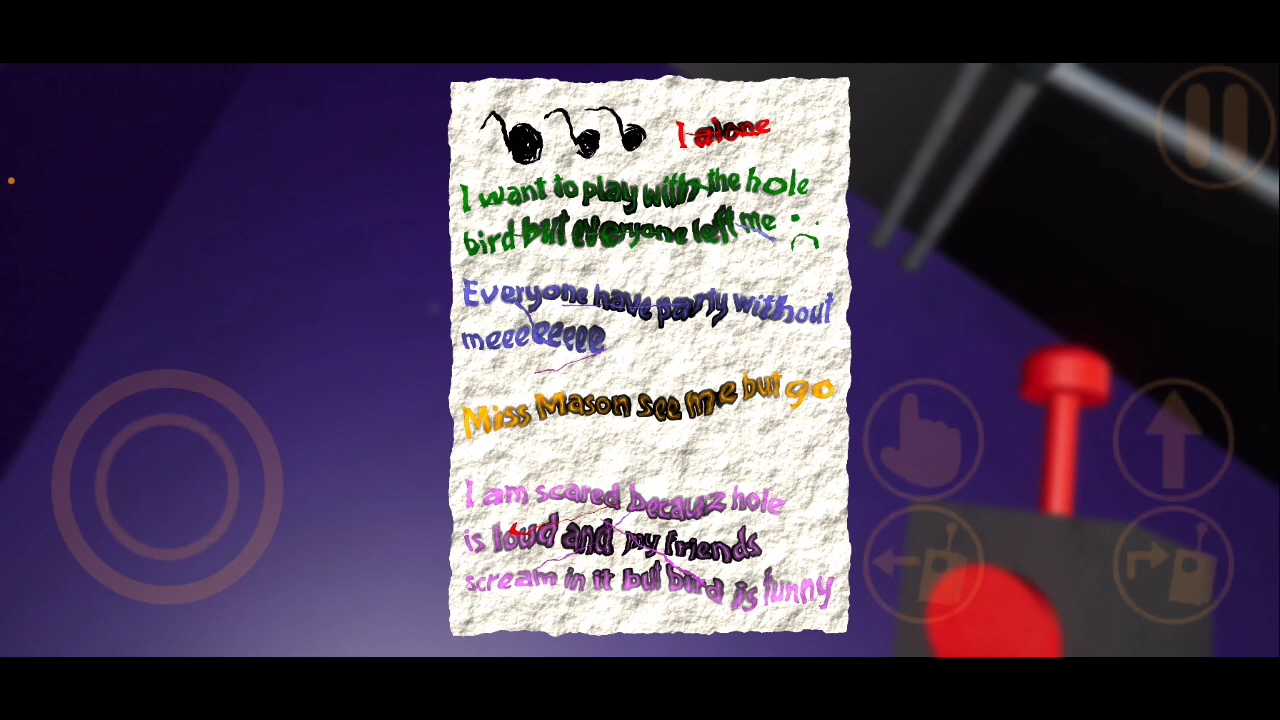 I alone
I want to play with the hole
bird but everyone left me :(
Everyone have party without
meeeeeeee
Miss Mason see me but go
I am scared becauz hole
is loud and my friends
scream in it but bird is funny